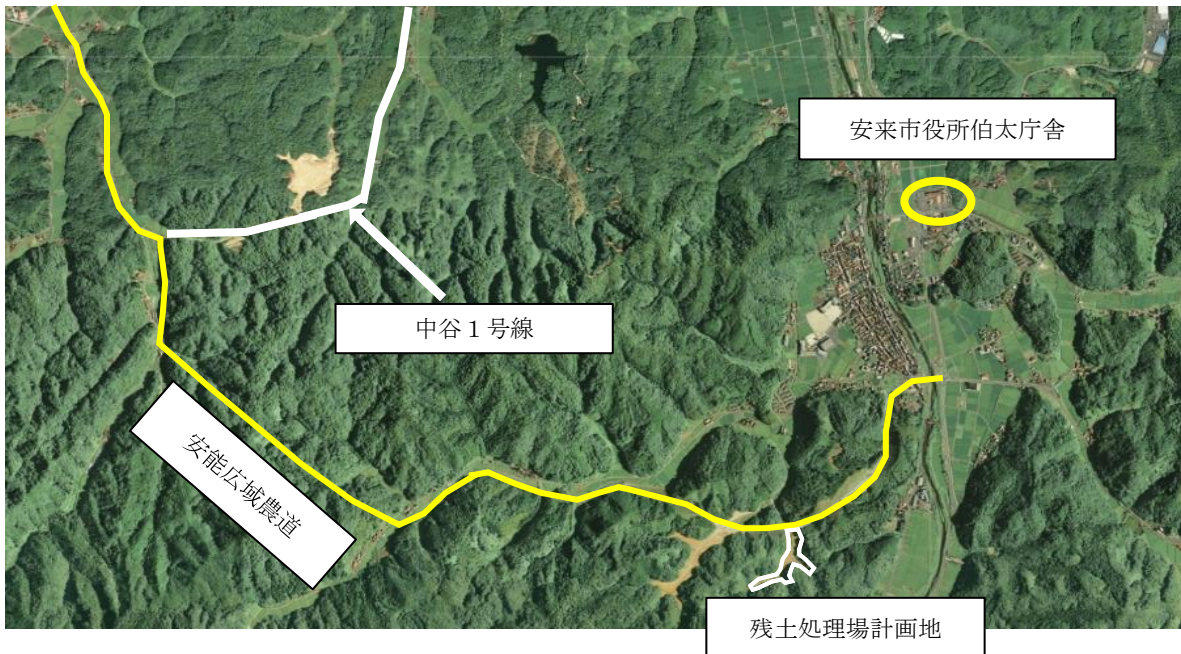 安来市役所伯太庁舎
中谷１号線
安能広域農道
残土処理場計画地